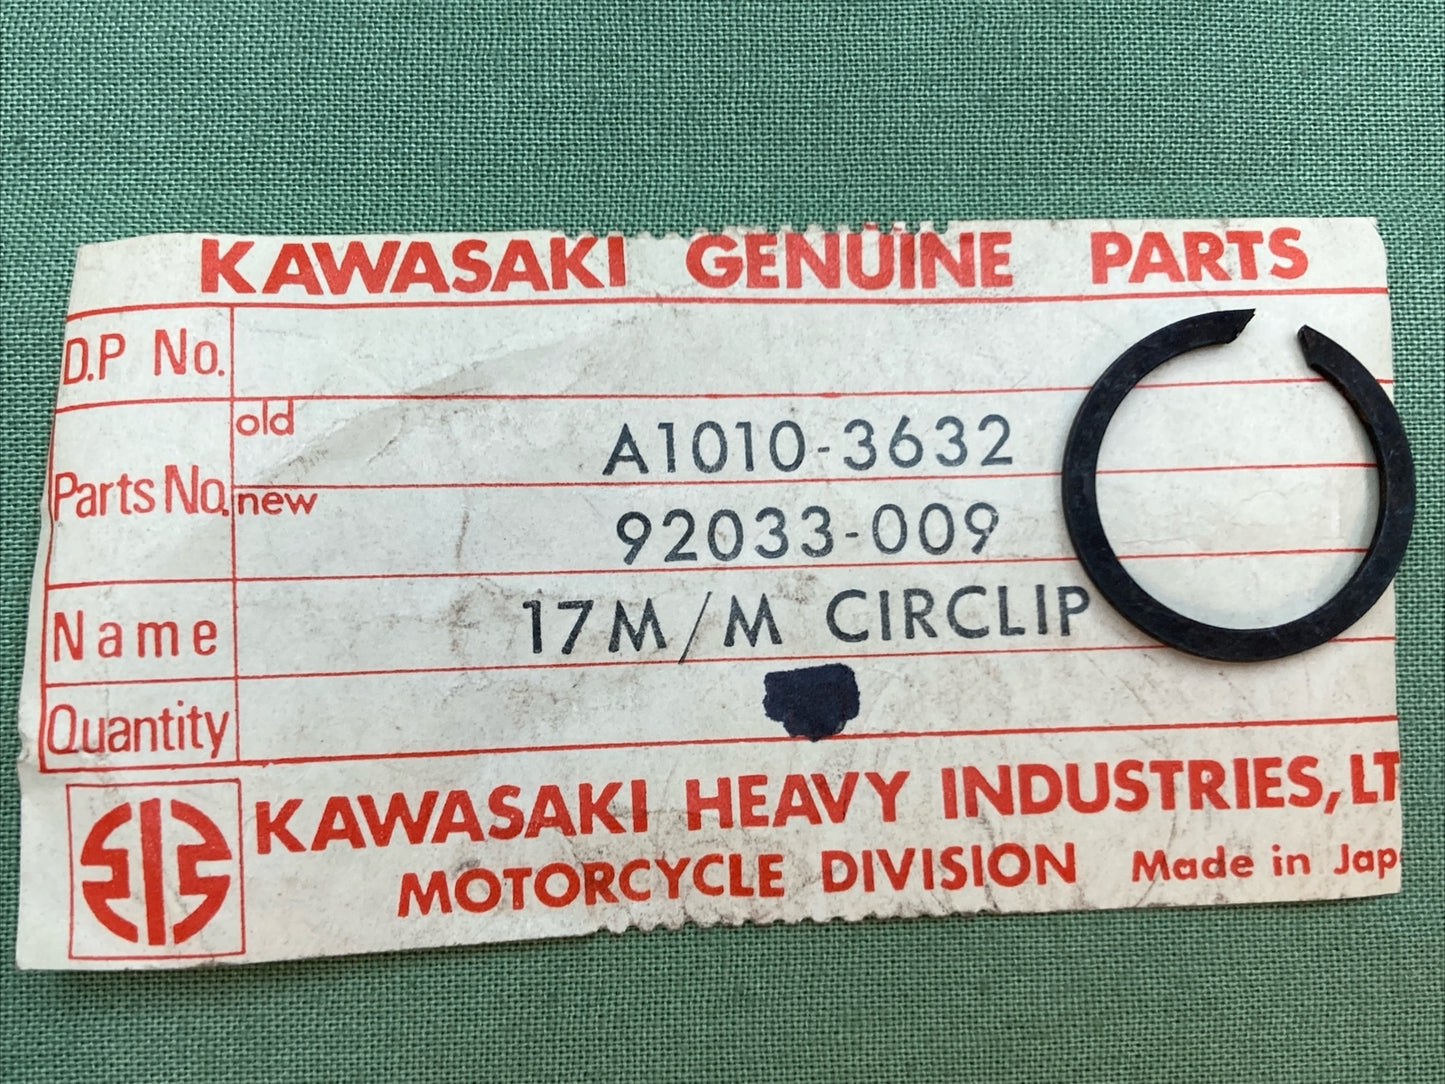 KAWASAKI GENUINE PARTS
D.P No.
old A1010-3632
Parts No. new 92033-009
Name 17M/M CIRCLIP
Quantity
KAWASAKI HEAVY INDUSTRIES, LT
MOTORCYCLE DIVISION Made in Jap